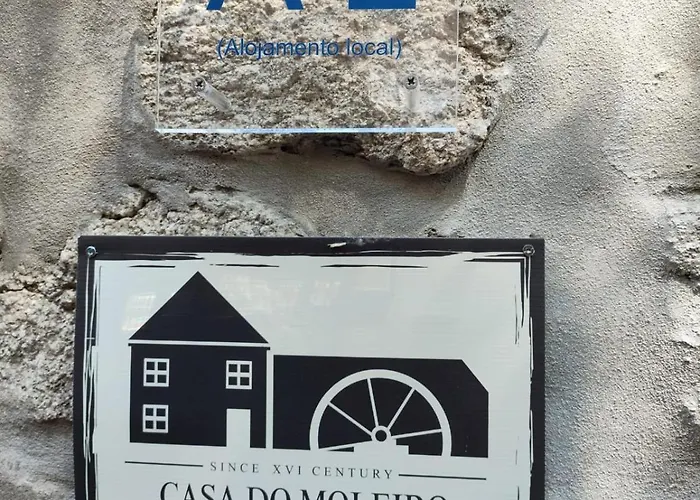 (Alojamento local)
SINCE XVI CENTURY
CASA DO MOLEIRO